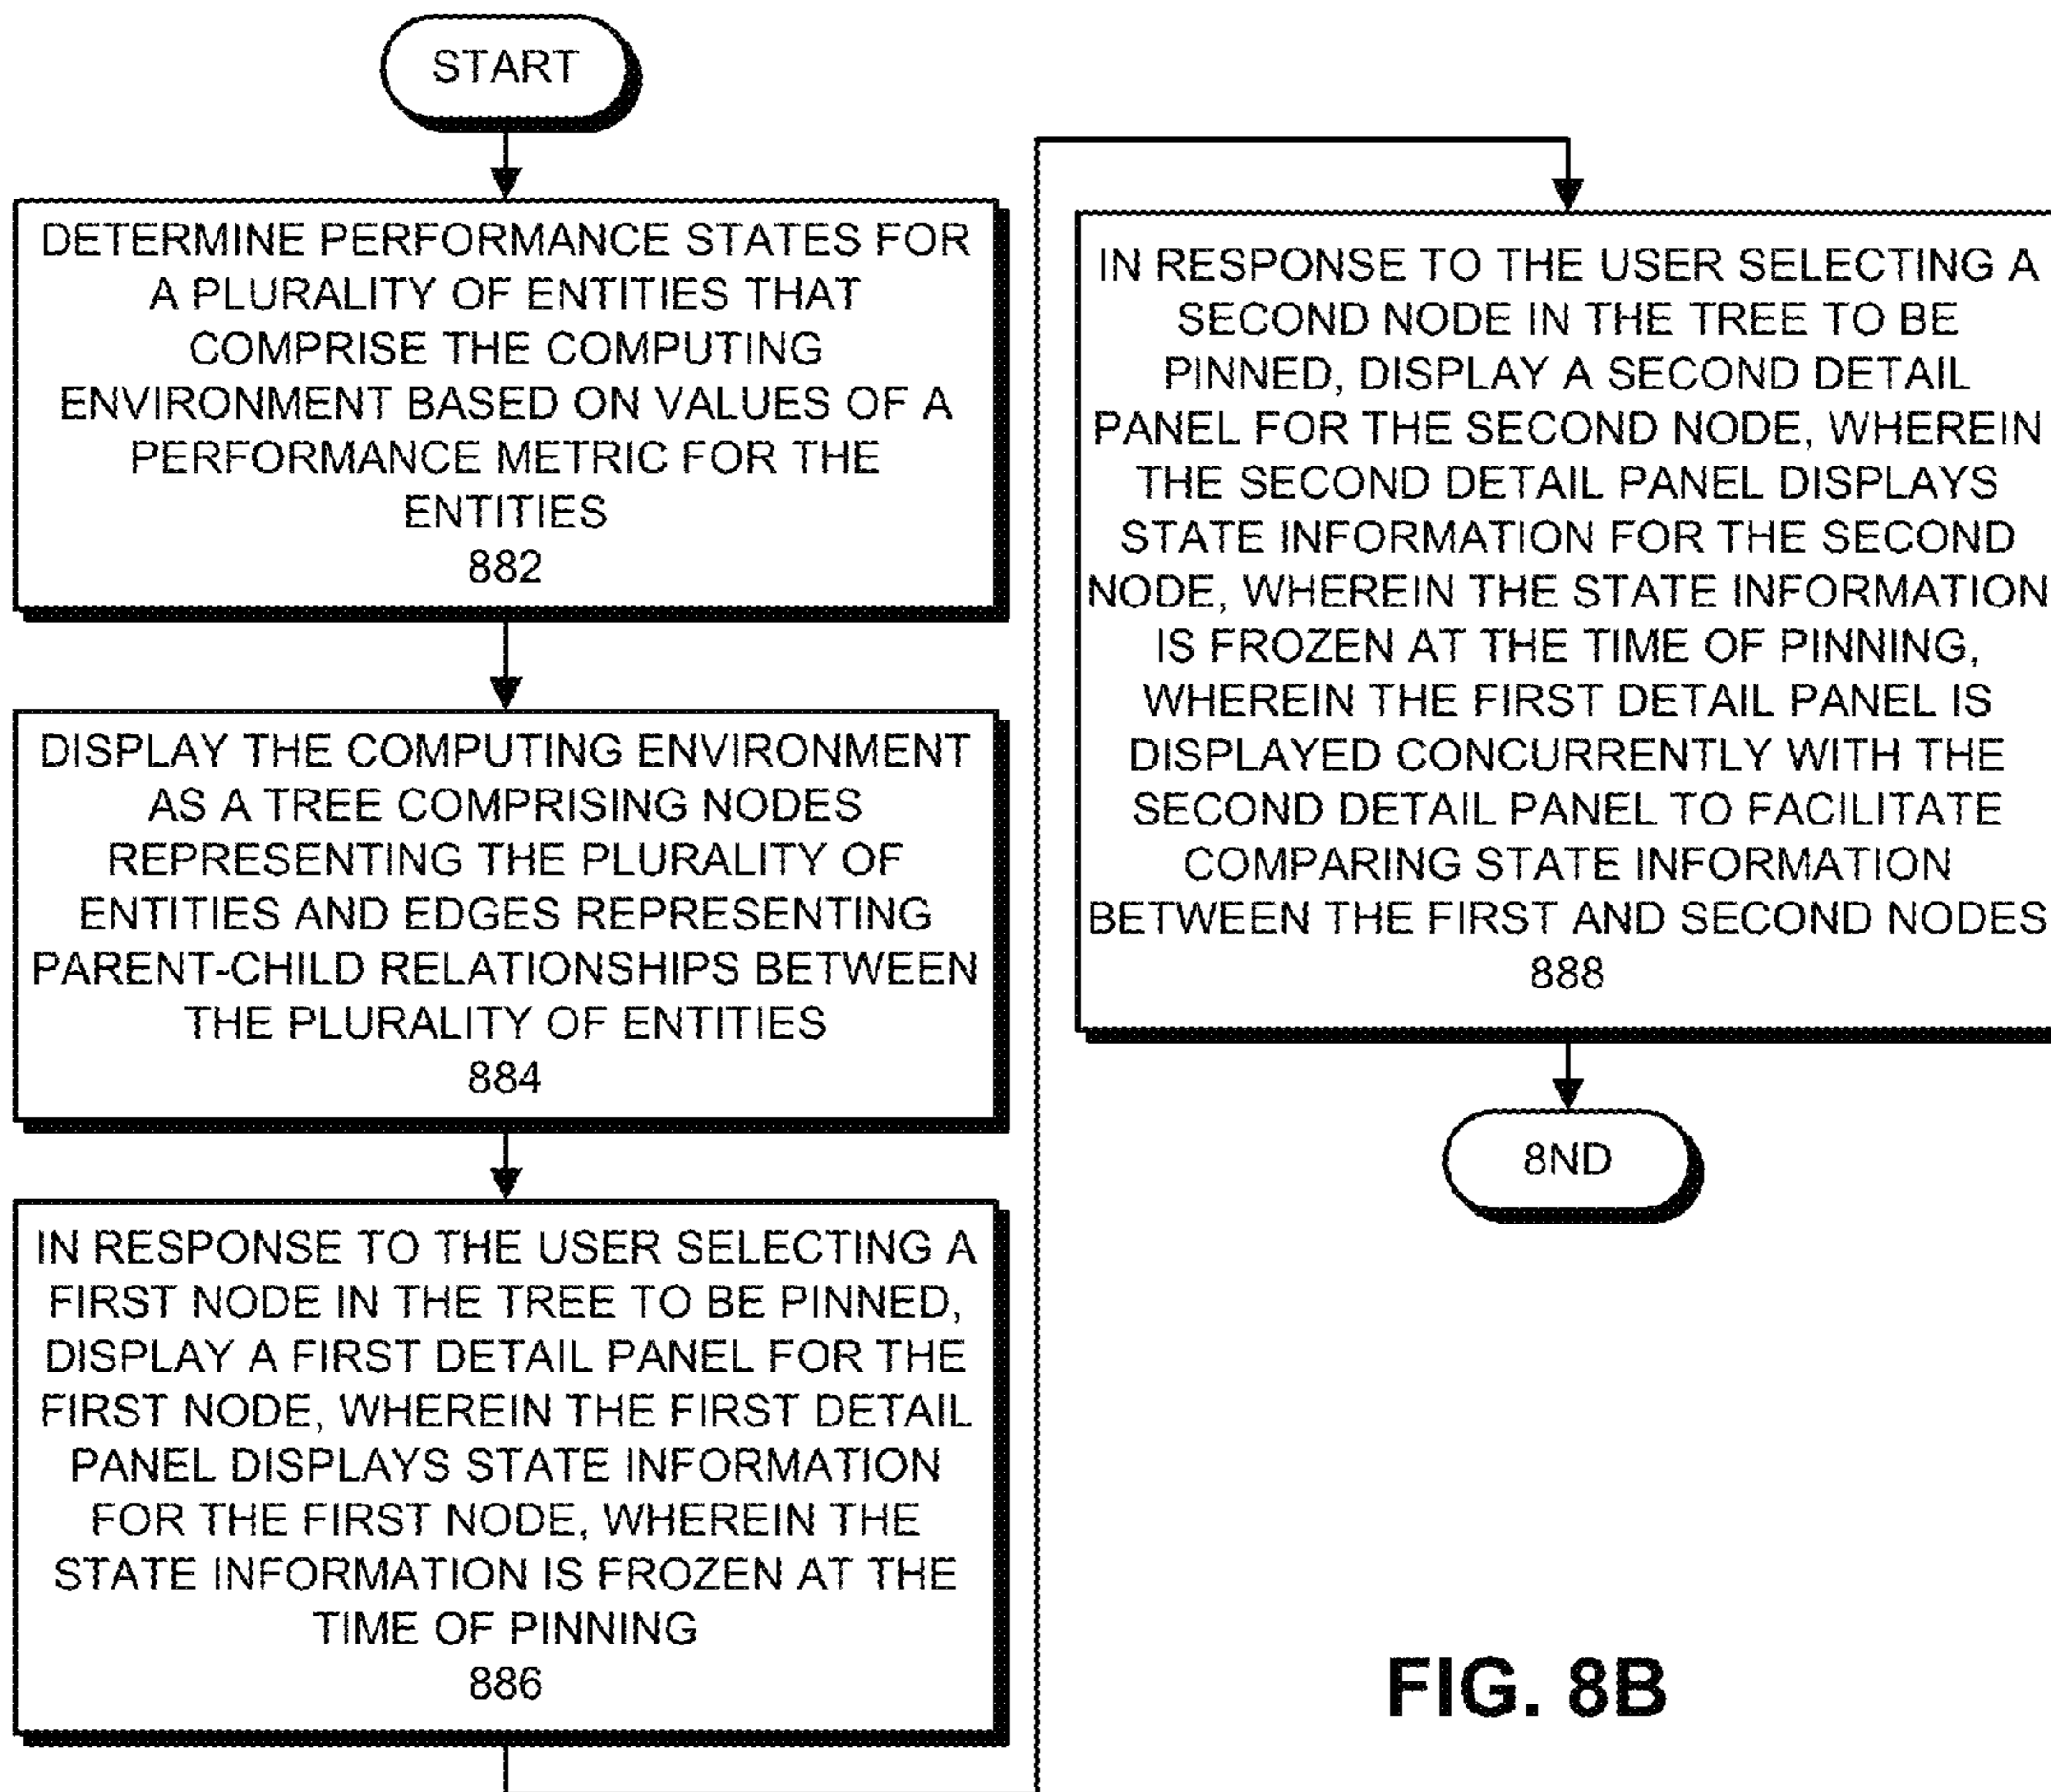 START
DETERMINE PERFORMANCE STATES FOR
A PLURALITY OF ENTITIES THAT
COMPRISE THE COMPUTING
ENVIRONMENT BASED ON VALUES OF A
PERFORMANCE METRIC FOR THE
ENTITIES
882
DISPLAY THE COMPUTING ENVIRONMENT
AS A TREE COMPRISING NODES
REPRESENTING THE PLURALITY OF
ENTITIES AND EDGES REPRESENTING
PARENT-CHILD RELATIONSHIPS BETWEEN
THE PLURALITY OF ENTITIES
884
IN RESPONSE TO THE USER SELECTING A
FIRST NODE IN THE TREE TO BE PINNED,
DISPLAY A FIRST DETAIL PANEL FOR THE
FIRST NODE, WHEREIN THE FIRST DETAIL
PANEL DISPLAYS STATE INFORMATION
FOR THE FIRST NODE, WHEREIN THE
STATE INFORMATION IS FROZEN AT THE
TIME OF PINNING
886
IN RESPONSE TO THE USER SELECTING A
SECOND NODE IN THE TREE TO BE
PINNED, DISPLAY A SECOND DETAIL
PANEL FOR THE SECOND NODE, WHEREIN
THE SECOND DETAIL PANEL DISPLAYS
STATE INFORMATION FOR THE SECOND
NODE, WHEREIN THE STATE INFORMATION
IS FROZEN AT THE TIME OF PINNING,
WHEREIN THE FIRST DETAIL PANEL IS
DISPLAYED CONCURRENTLY WITH THE
SECOND DETAIL PANEL TO FACILITATE
COMPARING STATE INFORMATION
BETWEEN THE FIRST AND SECOND NODES
888
8ND
FIG. 8B